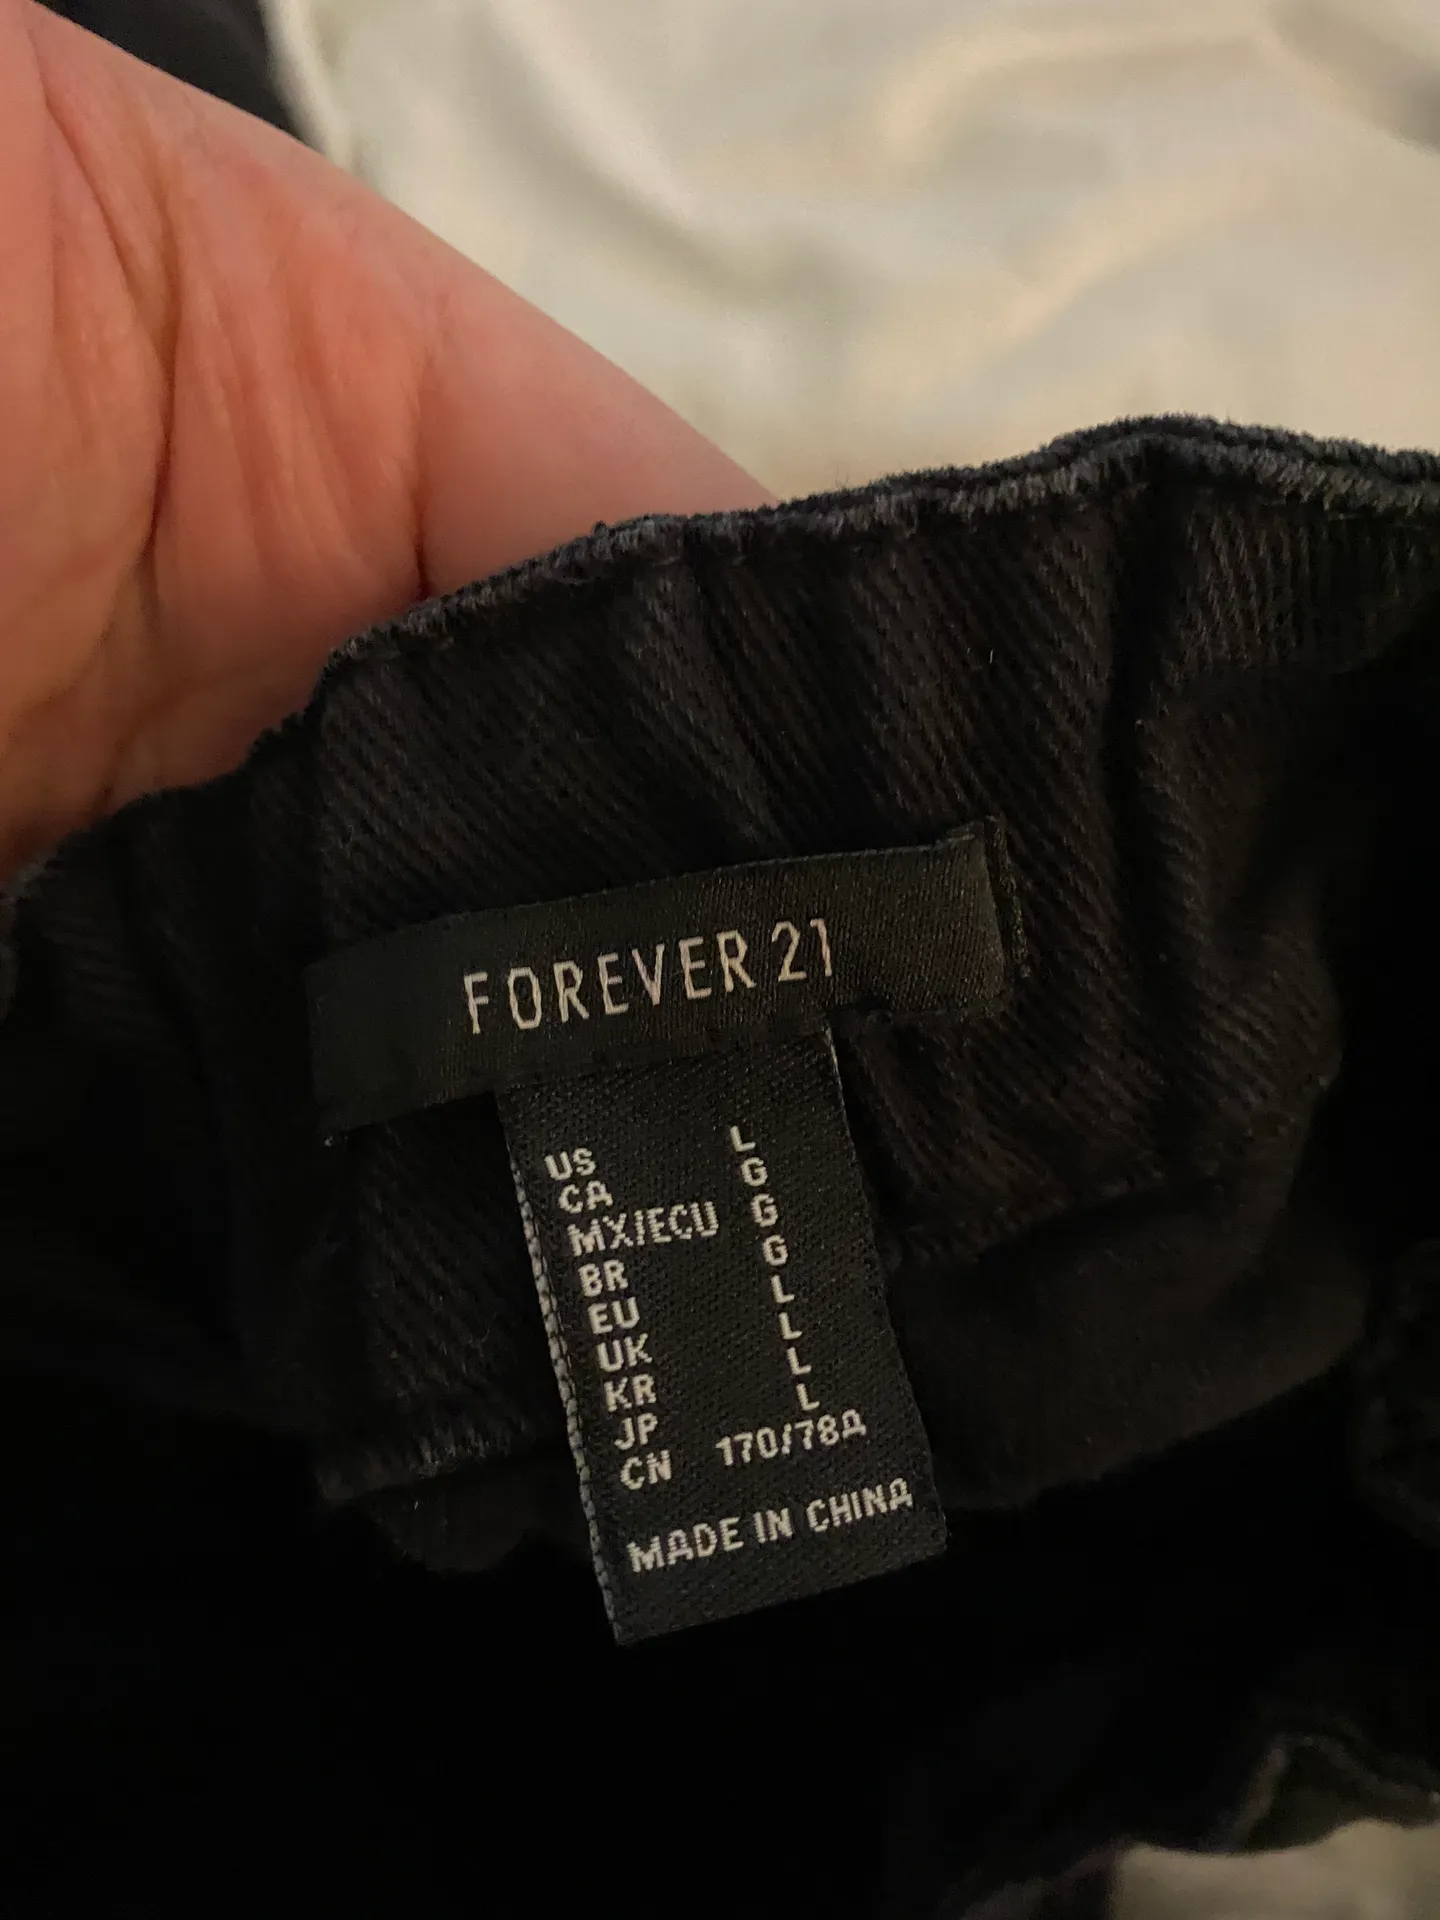 FOREVER 21
US L
CA G
MX/ECU G
BR G
EU L
UK L
KR L
JP L
CN 170/78A
MADE IN CHINA